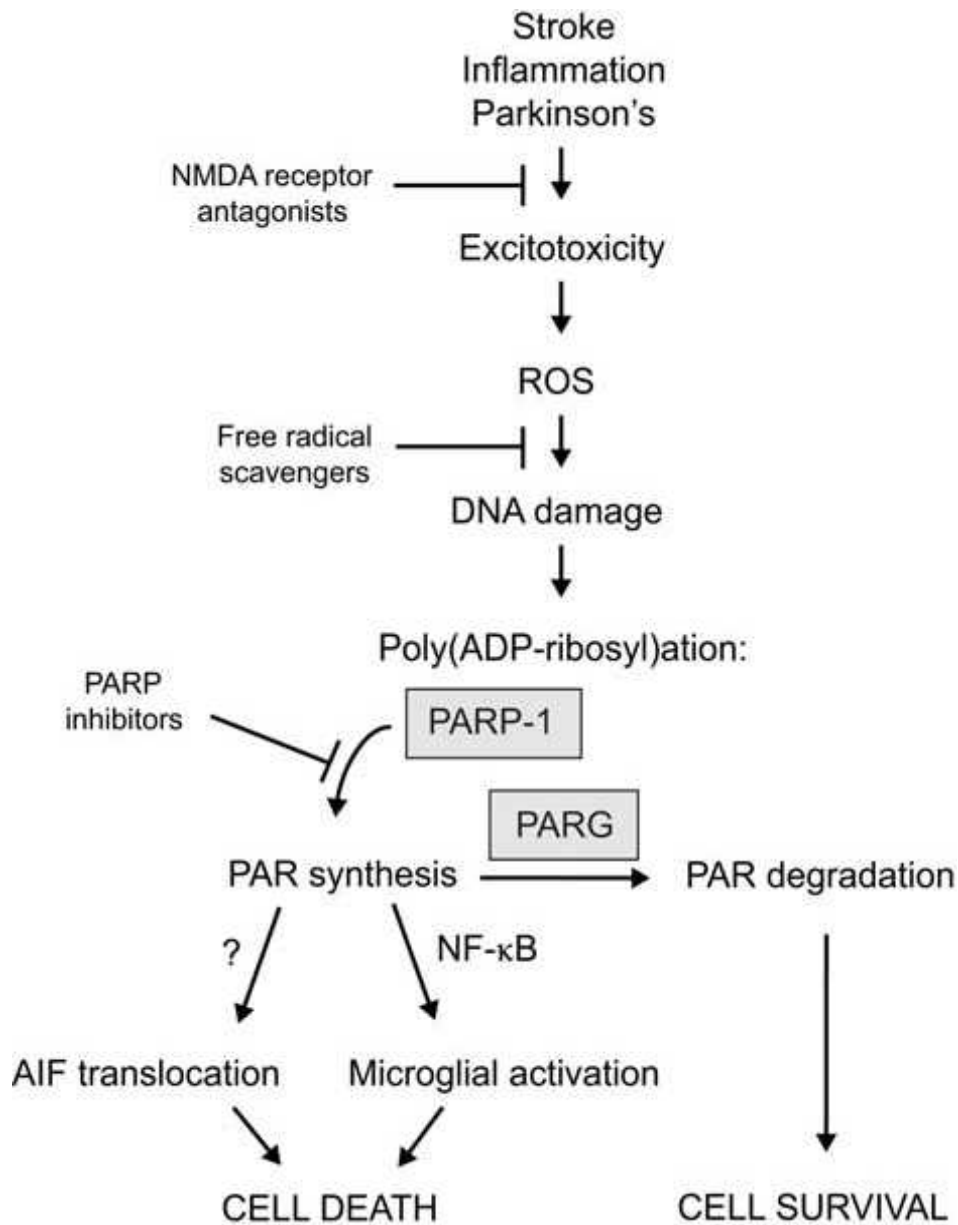 Stroke
Inflammation
Parkinson's
NMDA receptor
antagonists
Excitotoxicity
ROS
Free radical
scavengers
DNA damage
Poly(ADP-ribosyl)ation:
PARP
inhibitors
PARP-1
PARG
PAR synthesis
PAR degradation
?
NF-κB
AIF translocation
Microglial activation
CELL DEATH
CELL SURVIVAL